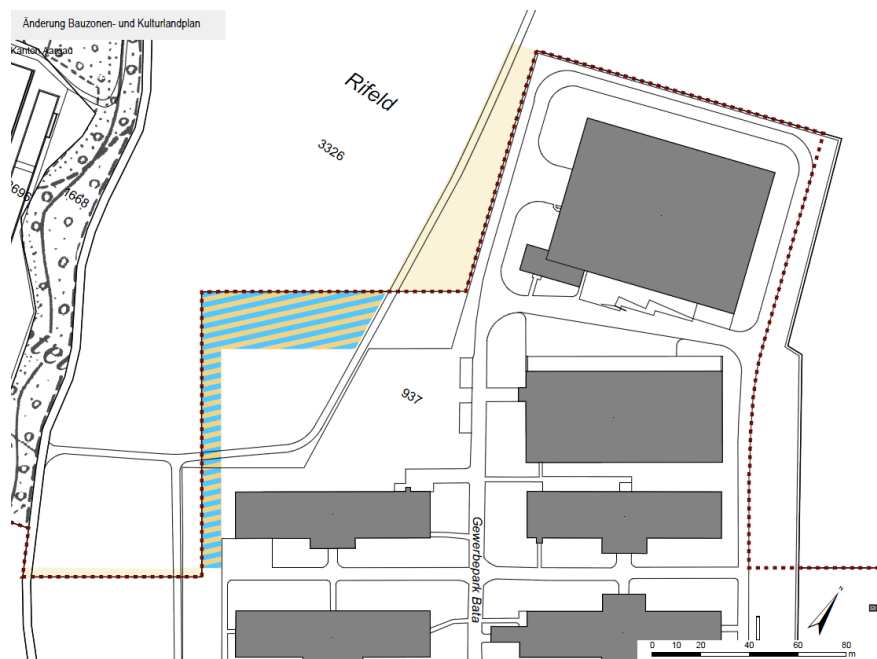 Änderung Bauzonen- und Kulturlandplan
Kanton Aargau
Rifeld
3326
1668
937
Gewerbepark Bata
N
0 10 20 40 60 80
m